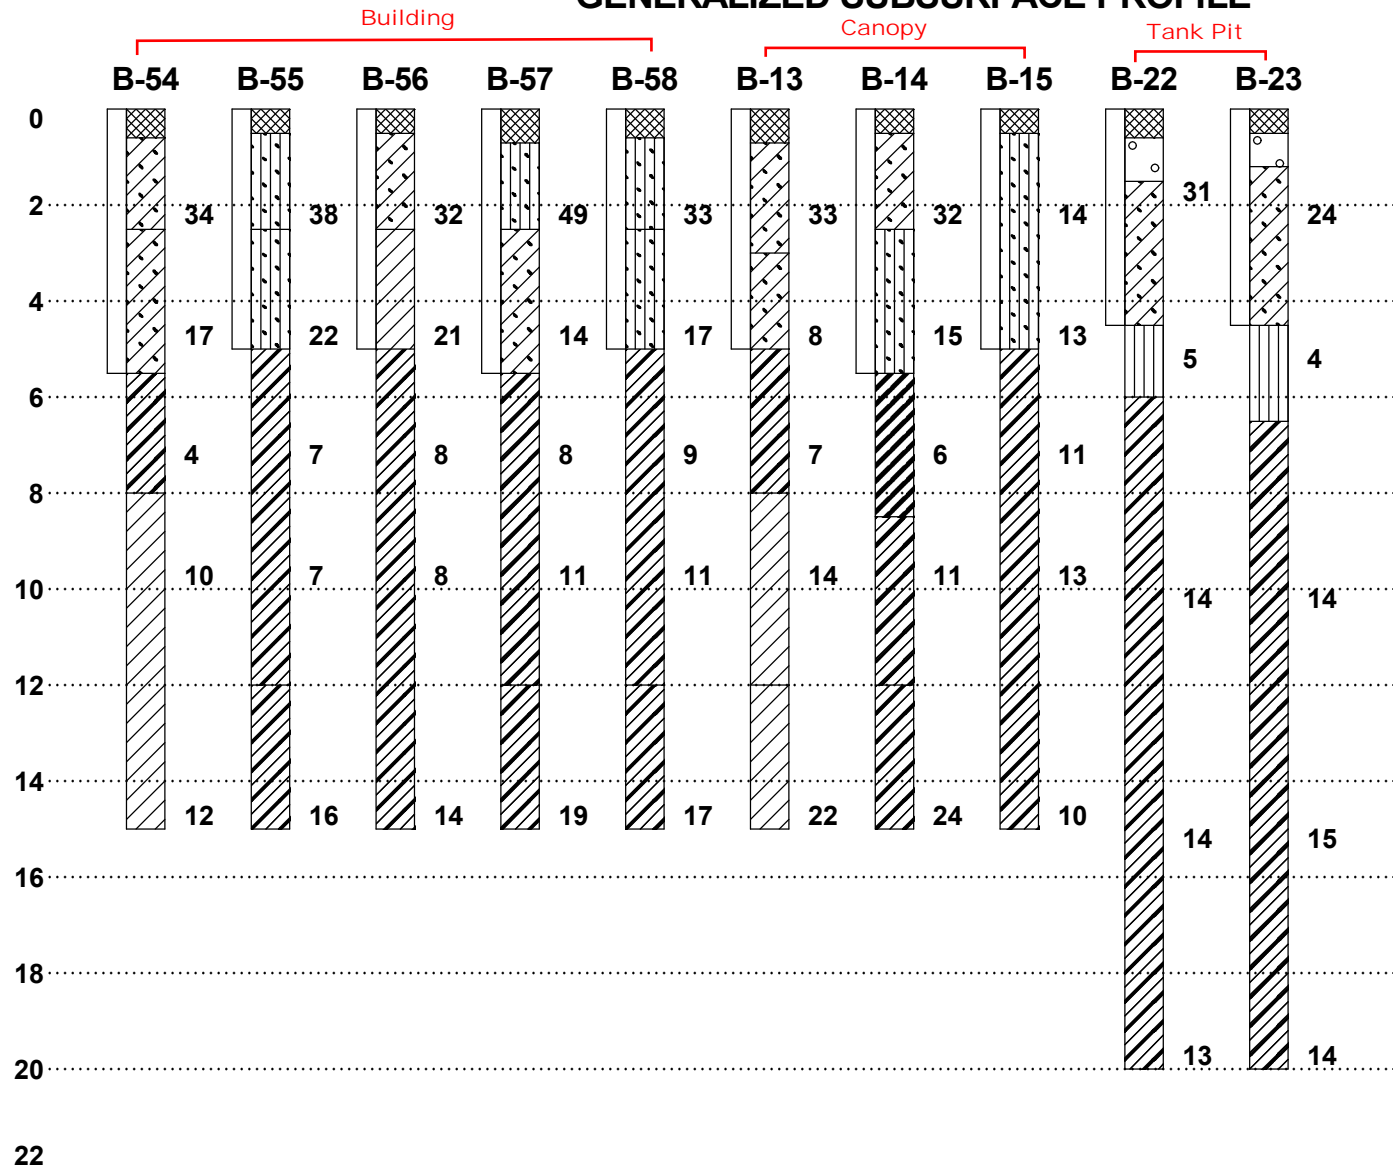 GENERALIZED SUBSURFACE PROFILE
Building
Canopy
Tank Pit
B-54 B-55 B-56 B-57 B-58 B-13 B-14 B-15 B-22 B-23
0
31
2 34 38 32 49 33 33 32 14 24
4
17 22 21 14 17 8 15 13
5 4
6
4 7 8 8 9 7 6 11
8
10 7 8 11 11 14 11 13
10 14 14
12
14
12 16 14 19 17 22 24 10
14 15
16
18
20 13 14
22